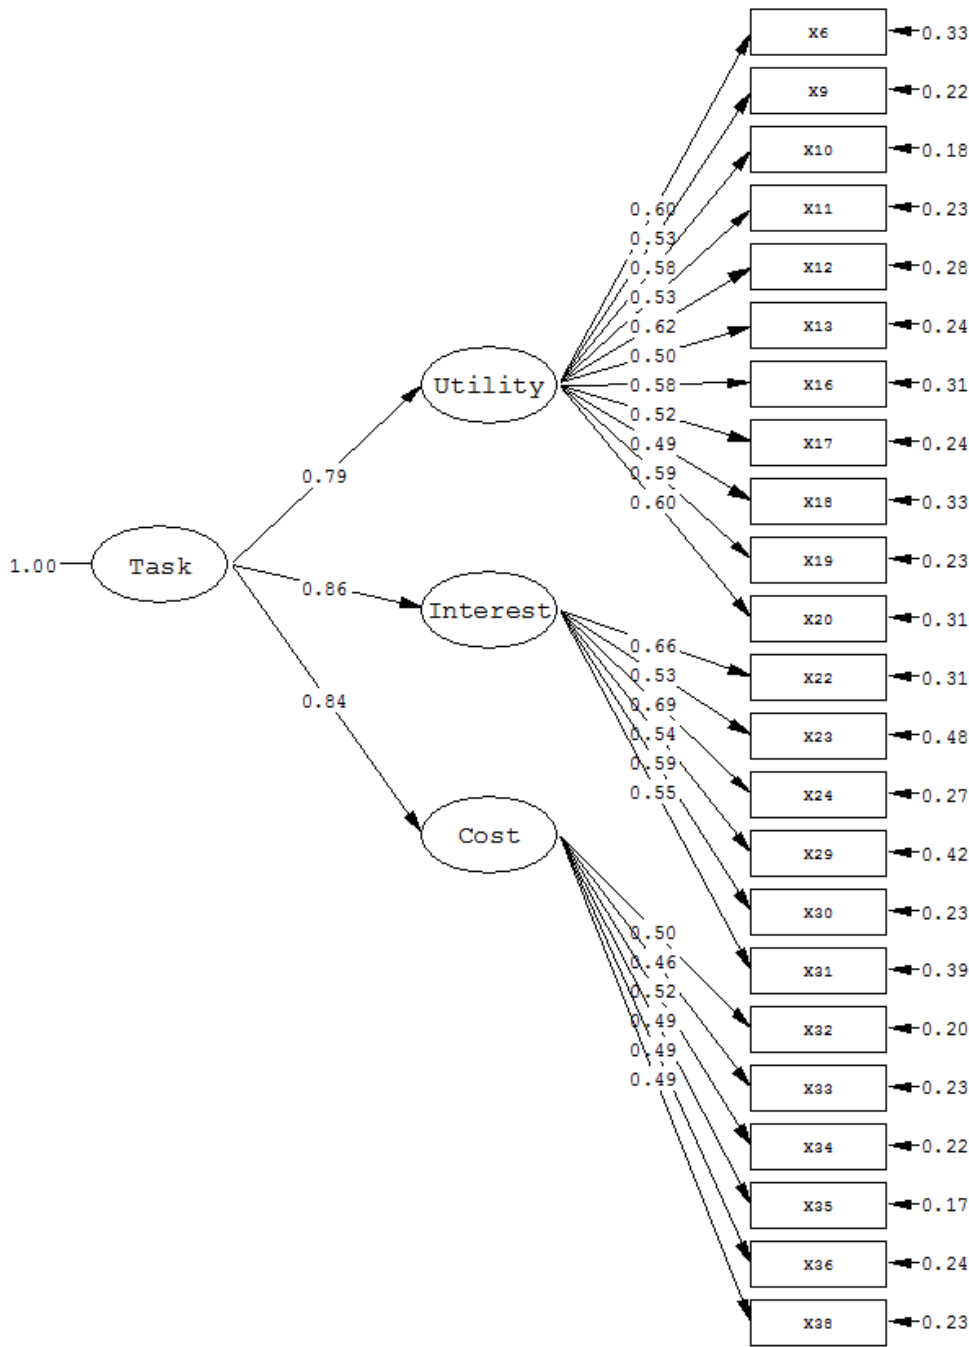 X6 0.33
X9 0.22
X10 0.18
0.60 X11 0.23
0.53
0.58 X12 0.28
0.53
0.62 X13 0.24
0.50
Utility 0.58 X16 0.31
0.52
0.49 X17 0.24
0.79 0.59
0.60 X18 0.33
1.00 Task X19 0.23
0.86 Interest X20 0.31
0.66
0.53 X22 0.31
0.84 0.69
0.54 X23 0.48
0.59
0.55 X24 0.27
Cost X29 0.42
X30 0.23
0.50
0.46 X31 0.39
0.52
0.49 X32 0.20
0.49
0.49 X33 0.23
X34 0.22
X35 0.17
X36 0.24
X38 0.23